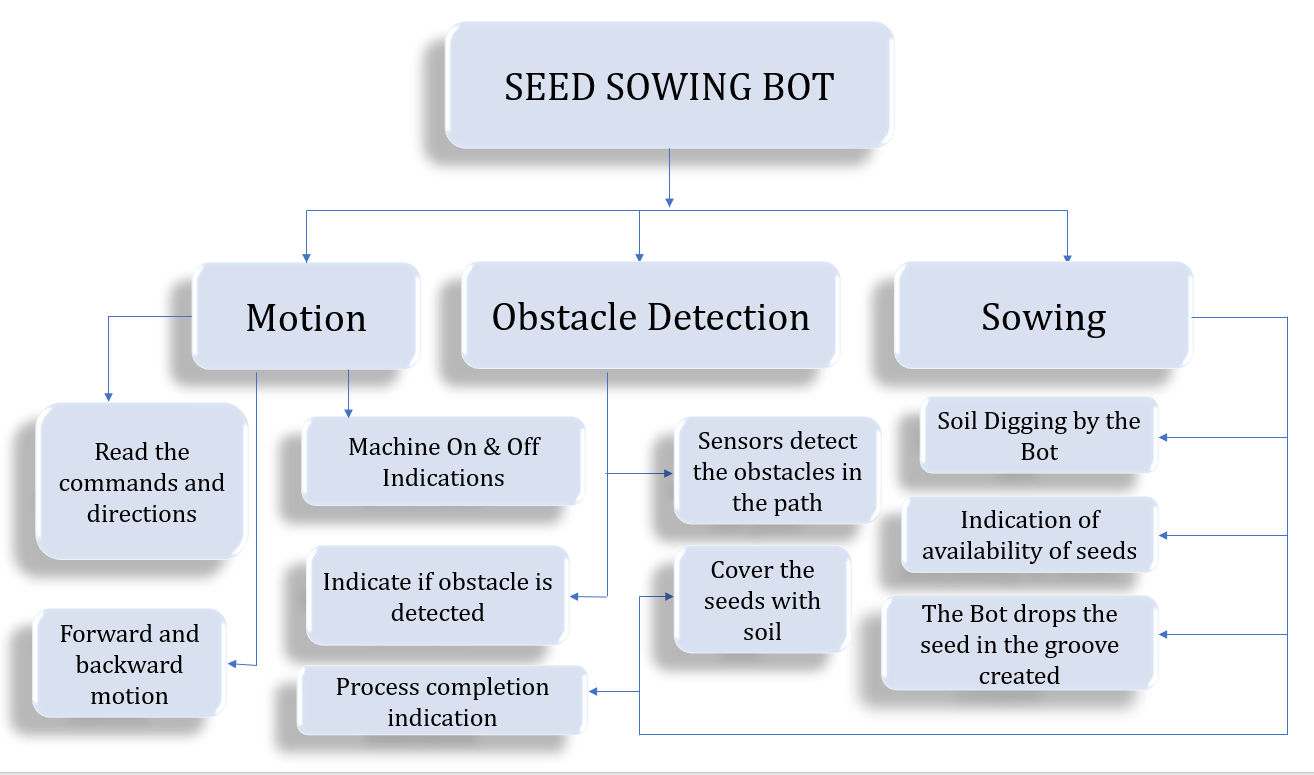 SEED SOWING BOT
Motion
Obstacle Detection
Sowing
Read the
commands and
directions
Machine On & Off
Indications
Sensors detect
the obstacles in
the path
Soil Digging by the
Bot
Indication of
availability of seeds
Indicate if obstacle is
detected
Cover the
seeds with
soil
The Bot drops the
seed in the groove
created
Forward and
backward
motion
Process completion
indication